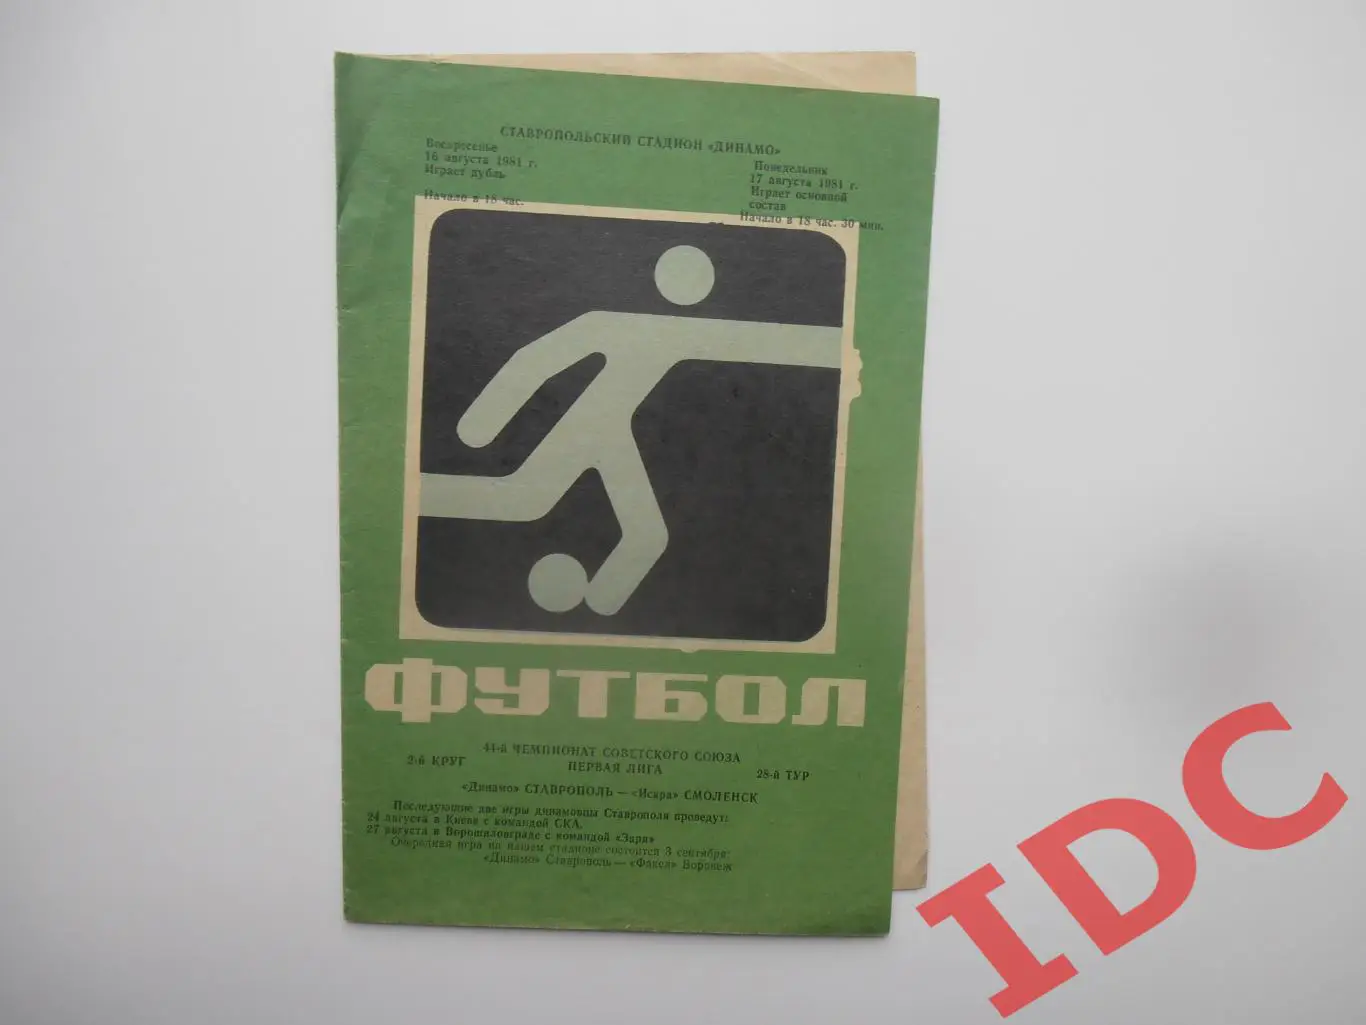 СТАВРОПОЛЬСКИЙ СТАДИОН «ДИНАМО»
Воскресенье
16 августа 1981 г.
Играет дубль
Начало в 18 час.
Понедельник
17 августа 1981 г.
Играет основной
состав
Начало в 18 час. 30 мин.
ФУТБОЛ
44-й ЧЕМПИОНАТ СОВЕТСКОГО СОЮЗА
2-й КРУГ
ПЕРВАЯ ЛИГА
28-й ТУР
«Динамо» СТАВРОПОЛЬ — «Искра» СМОЛЕНСК
Последующие две игры динамовцы Ставрополя проведут:
24 августа в Киеве с командой СКА,
27 августа в Ворошиловграде с командой «Заря»
Очередная игра на нашем стадионе состоится 3 сентября:
«Динамо» Ставрополь — «Факел» Воронеж
IDC